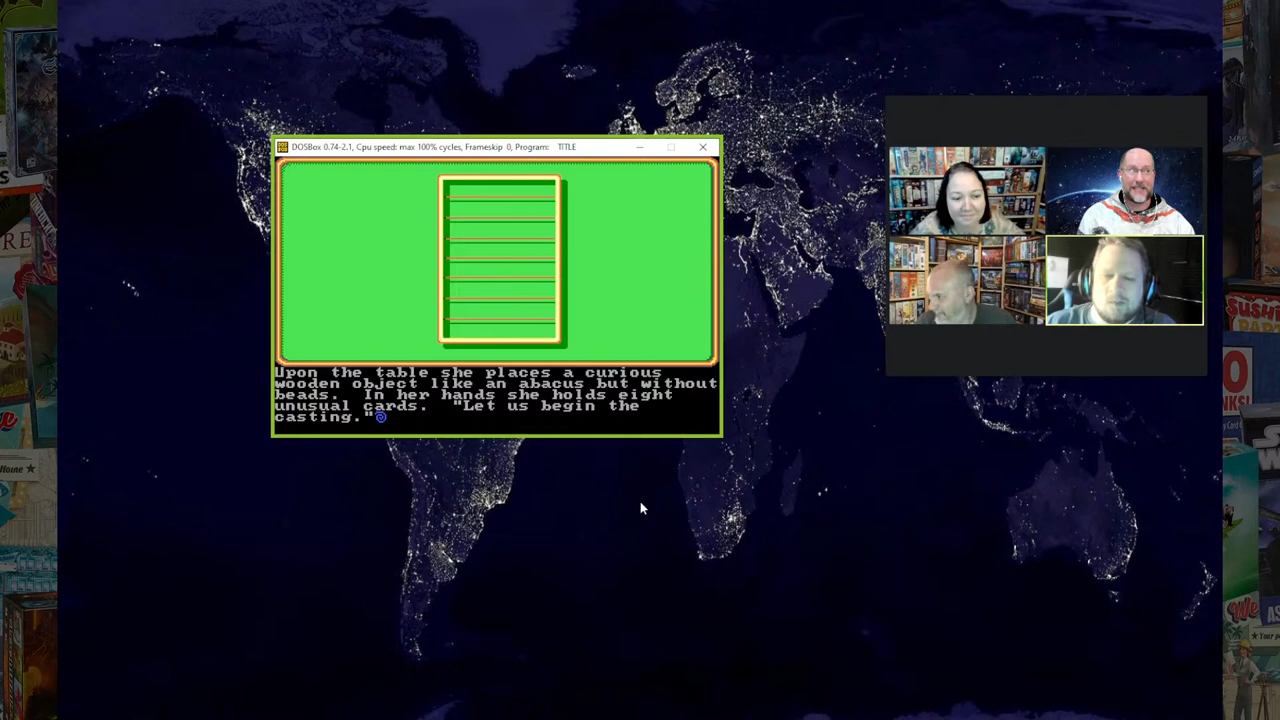 DOSBox 0.74-2.1, Cpu speed: max 100% cycles, Frameskip 0, Program: TITLE
Upon the table she places a curious
wooden object like an abacus but without
beads. In her hands she holds eight
unusual cards. "Let us begin the
casting."